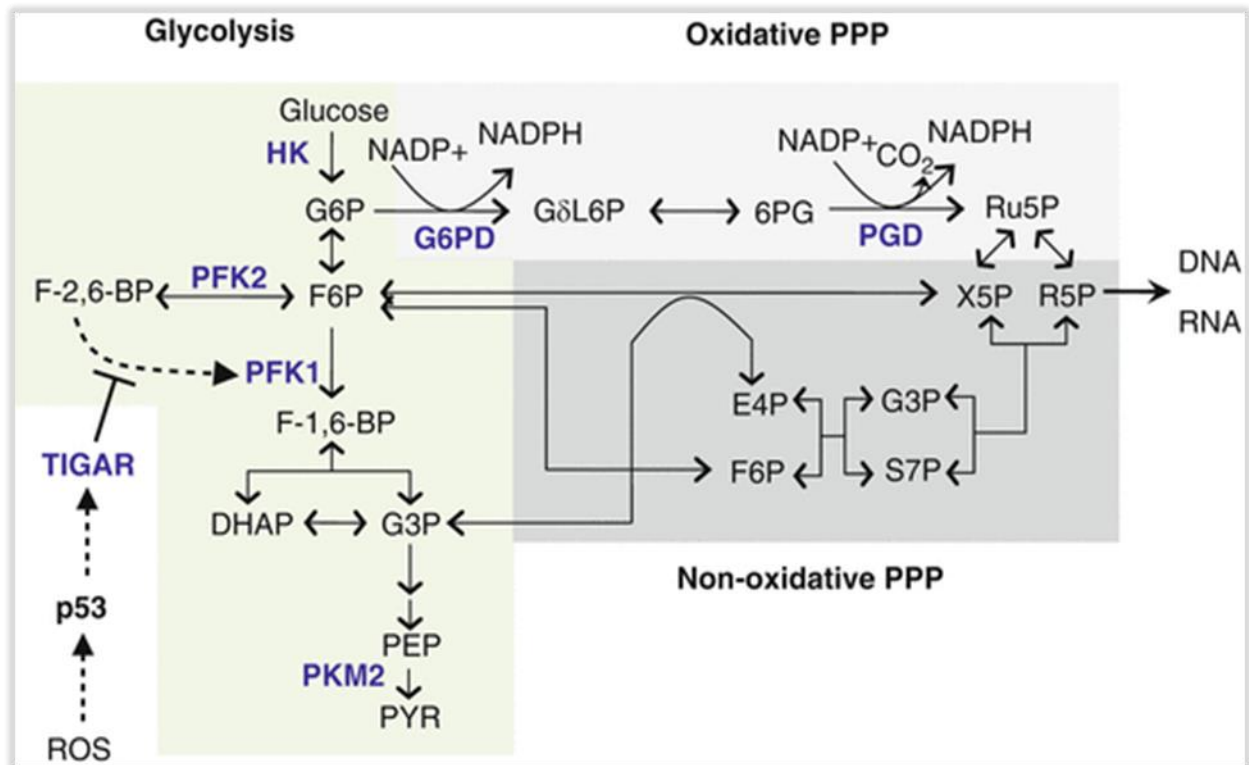 Glycolysis
Oxidative PPP
Glucose
HK
NADP+
NADPH
NADP+
CO2
NADPH
G6P
G6PD
GδL6P
6PG
PGD
Ru5P
F-2,6-BP
PFK2
F6P
X5P
R5P
DNA
RNA
PFK1
F-1,6-BP
E4P
G3P
TIGAR
F6P
S7P
DHAP
G3P
Non-oxidative PPP
p53
PEP
PKM2
PYR
ROS